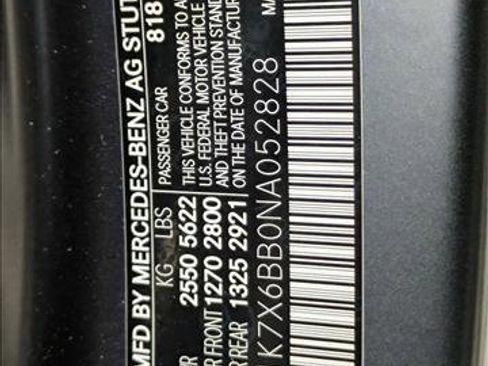 MFD BY MERCEDES-BENZ AG STUT
818
KG LBS
PASSENGER CAR
VR 2550 5622
THIS VEHICLE CONFORMS TO A
R FRONT 1270 2800
U.S. FEDERAL MOTOR VEHICLE
AND THEFT PREVENTION STAND
R REAR 1325 2921
ON THE DATE OF MANUFACTUR
K7X6BB0NA052828
MA